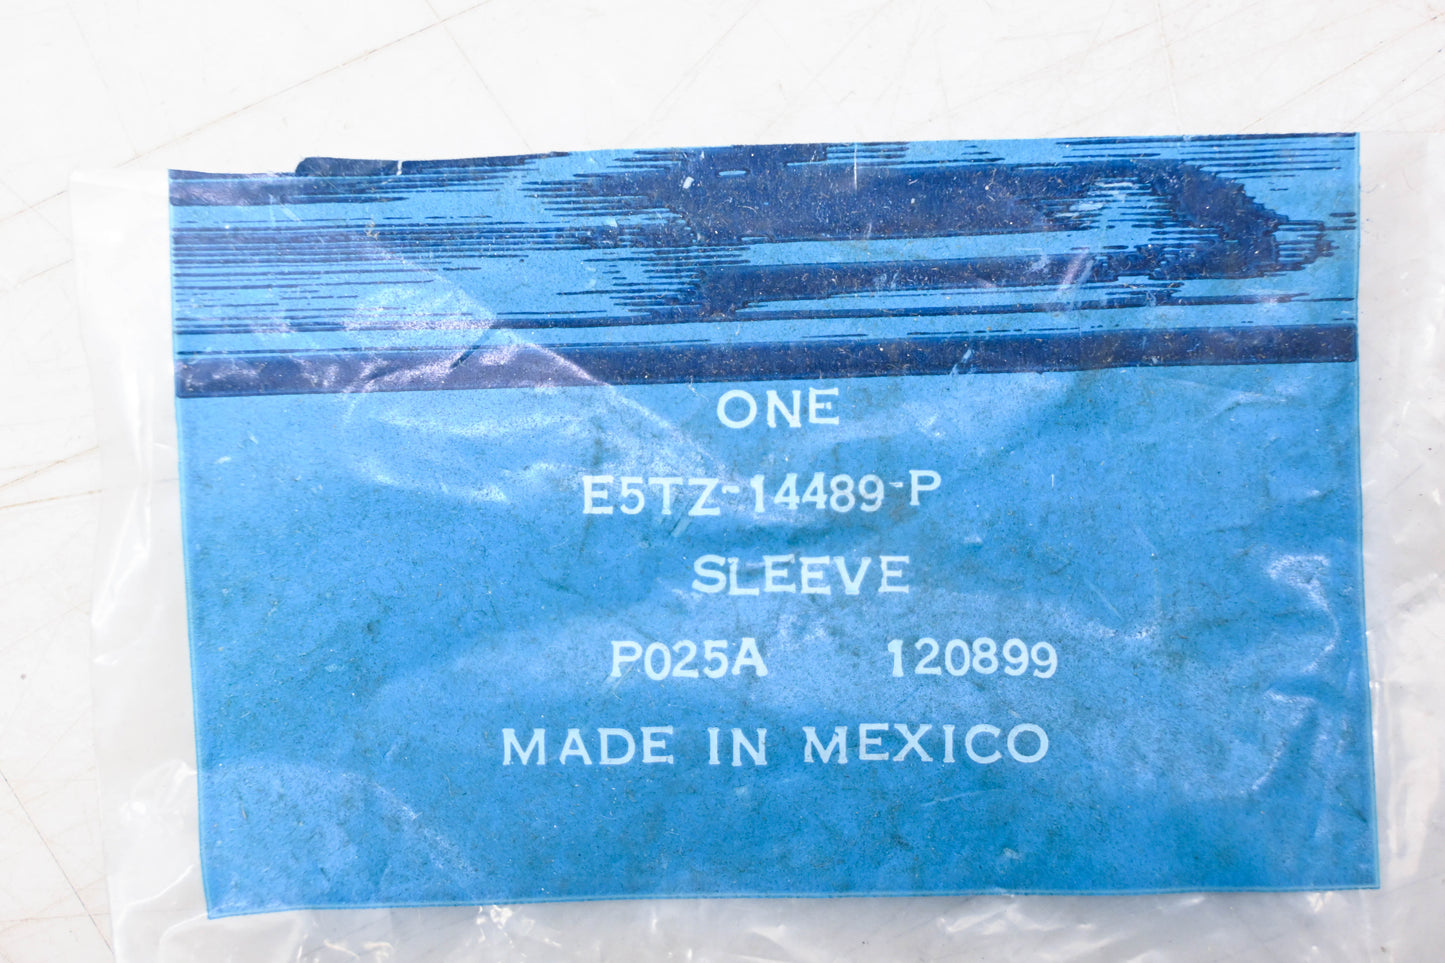 ONE
E5TZ-14489-P
SLEEVE
P025A 120899
MADE IN MEXICO